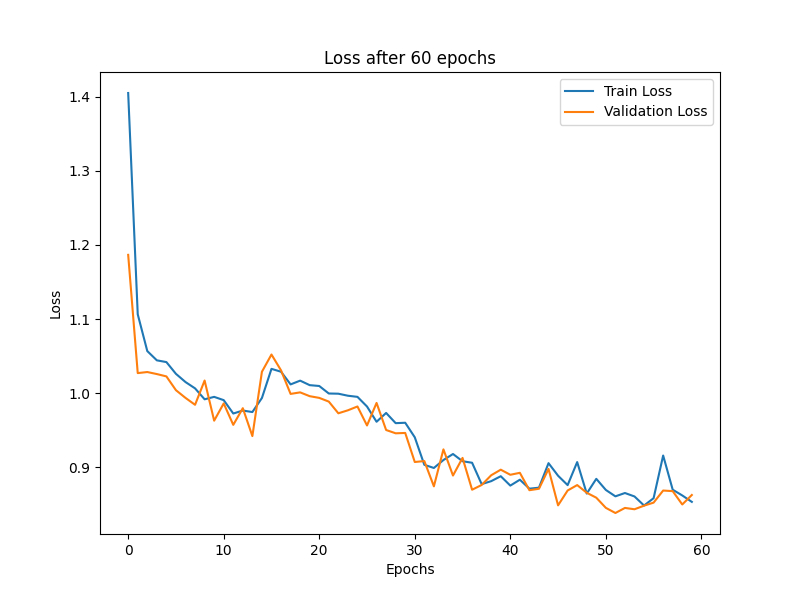 Loss after 60 epochs
Train Loss
Validation Loss
1.4
1.3
1.2
1.1
1.0
0.9
Loss
0 10 20 30 40 50 60
Epochs